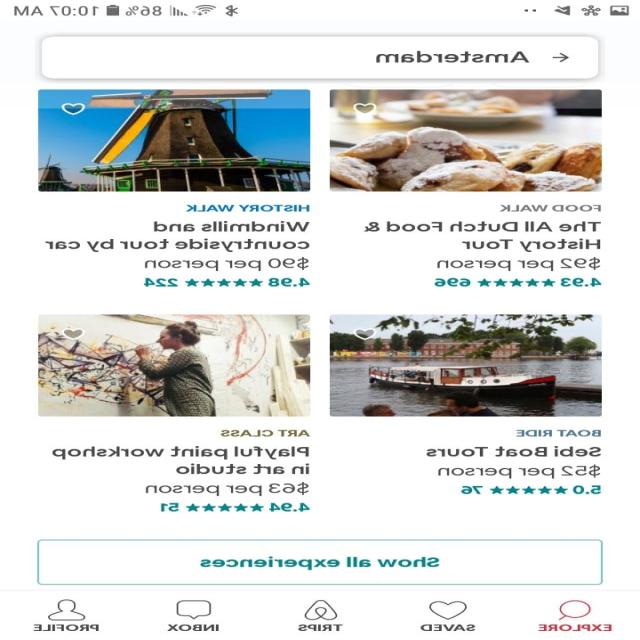 86% 10:07 AM
← Amsterdam
FOOD WALK
The All Dutch Food &
History Tour
$92 per person
4.93 ★★★★★ 696
HISTORY WALK
Windmills and
countryside tour by car
$90 per person
4.98 ★★★★★ 224
BOAT RIDE
Sebi Boat Tours
$52 per person
5.0 ★★★★★ 76
ART CLASS
Playful paint workshop
in art studio
$63 per person
4.94 ★★★★★ 51
Show all experiences
EXPLORE SAVED TRIPS INBOX PROFILE